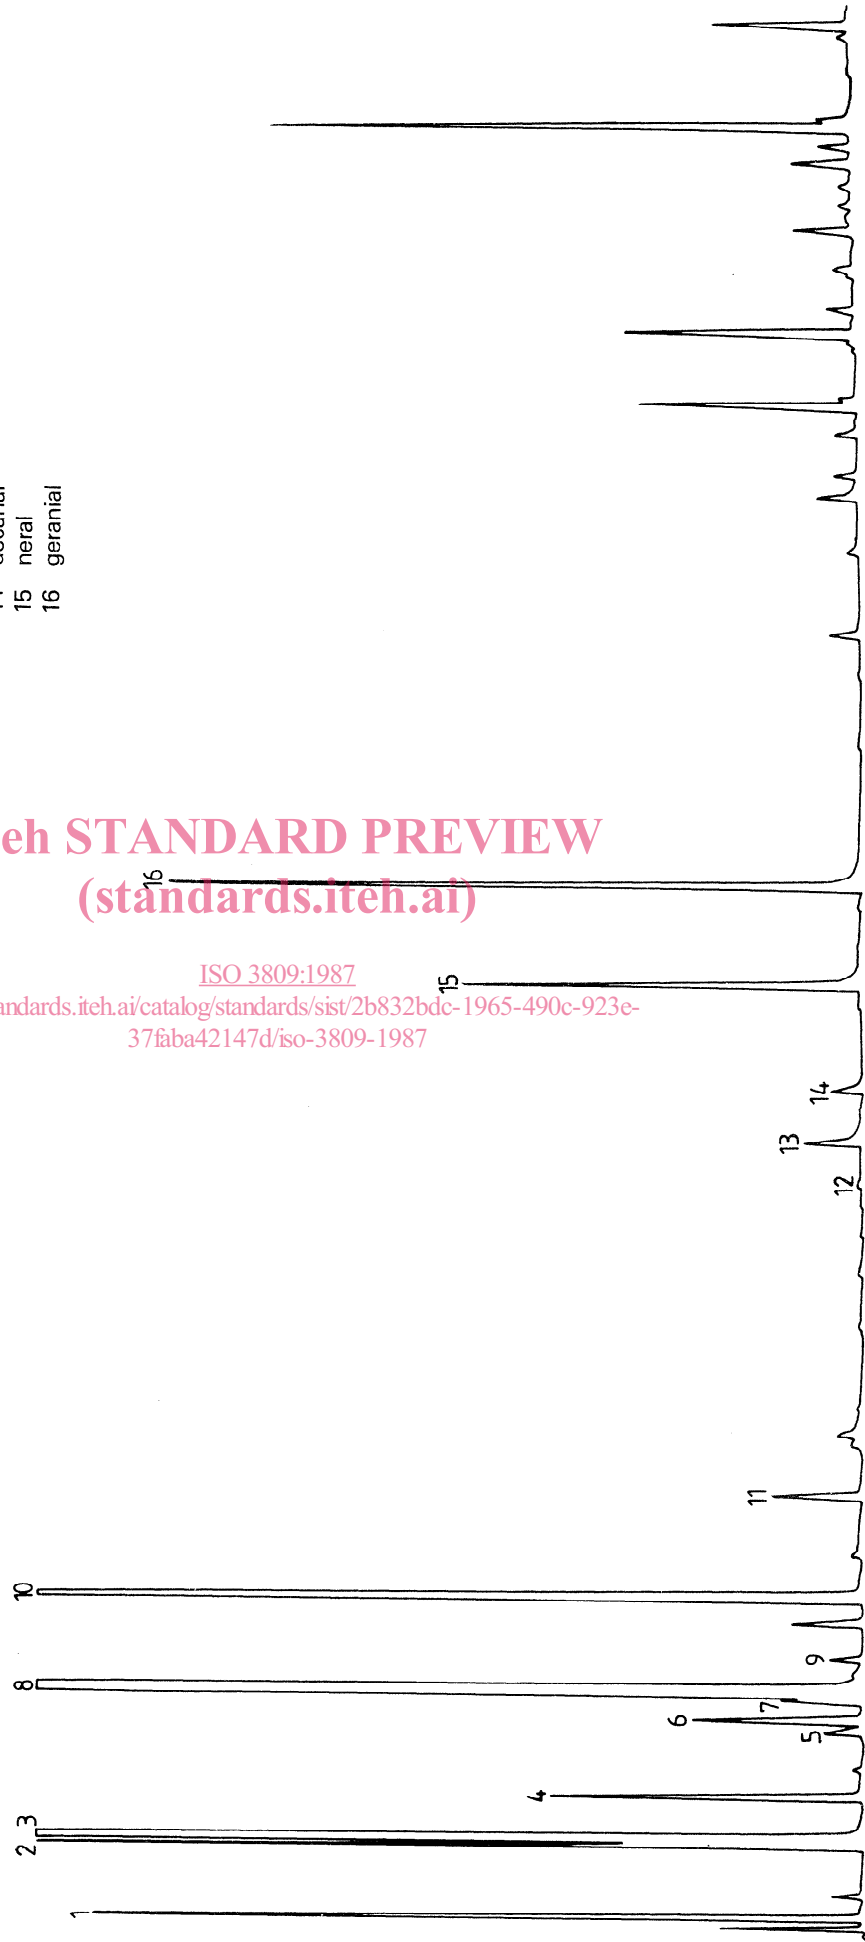 15 neral
16 geranial
eh STANDARD PREVIEW
(standards.iteh.ai)
ISO 3809:1987
andards.iteh.ai/catalog/standards/sist/2b832bdc-1965-490c-923e-
37faba42147d/iso-3809-1987
16
15
14
13
12
11
10
9
8
7
6
5
4
3
2
1